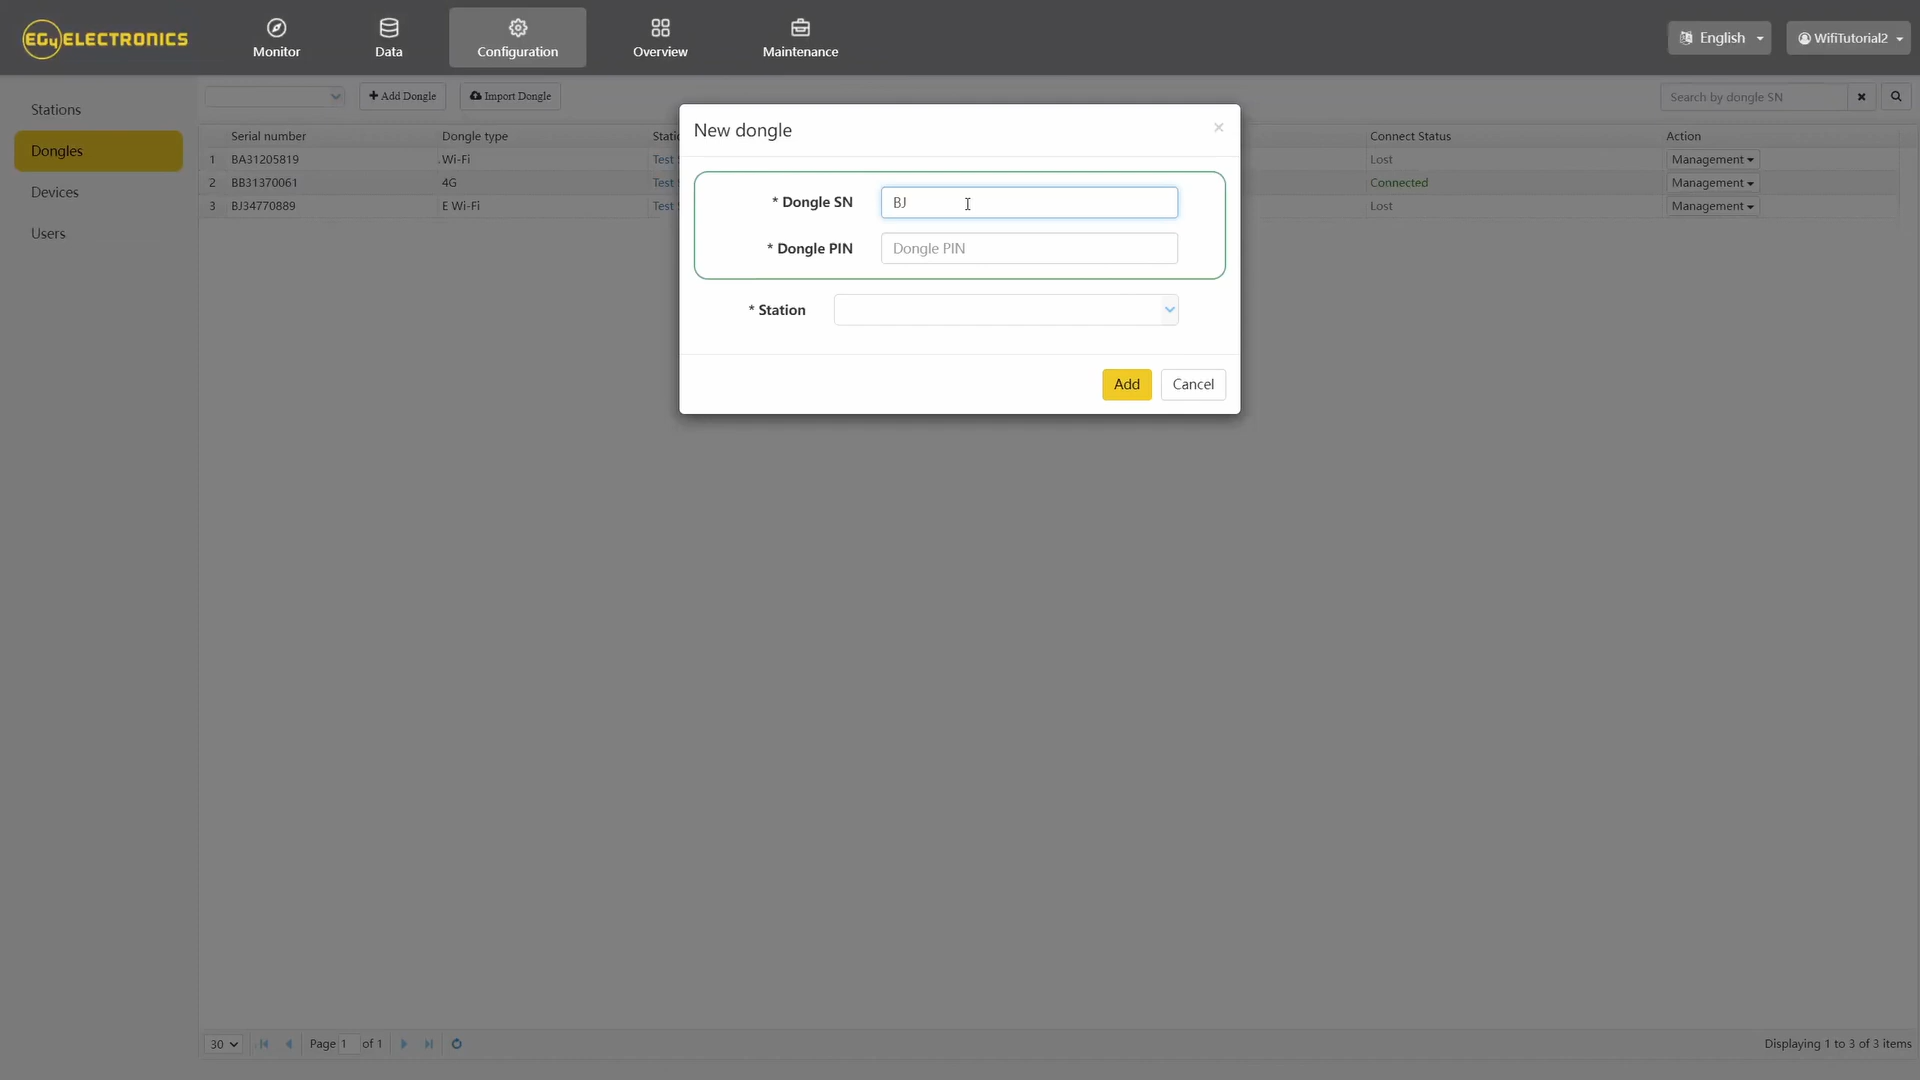 EG4 ELECTRONICS
Monitor
Data
Configuration
Overview
Maintenance
English
WifiTutorial2
Stations
Dongles
Devices
Users
Add Dongle
Import Dongle
Search by dongle SN
Serial number
Dongle type
Connect Status
Action
1 BA31205819 Wi-Fi Test Lost Management
2 BB31370061 4G Test Connected Management
3 BJ34770889 E Wi-Fi Test Lost Management
New dongle
×
* Dongle SN BJ
* Dongle PIN Dongle PIN
* Station
Add
Cancel
30
Page 1 of 1
Displaying 1 to 3 of 3 items